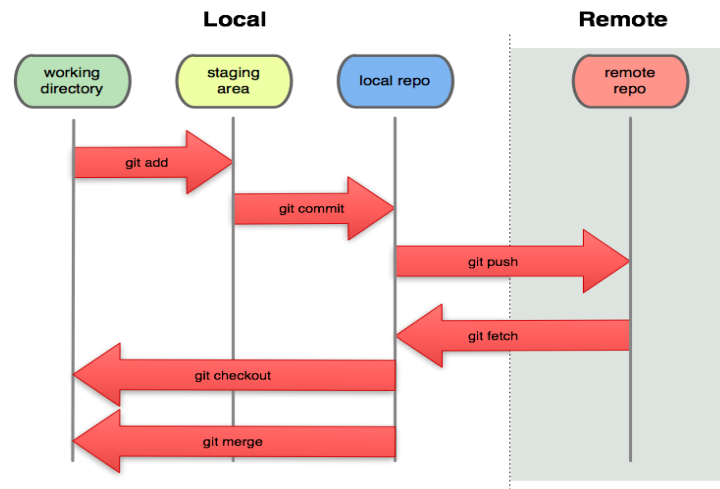 Local
Remote
working
directory
staging
area
local repo
remote
repo
git add
git commit
git push
git fetch
git checkout
git merge